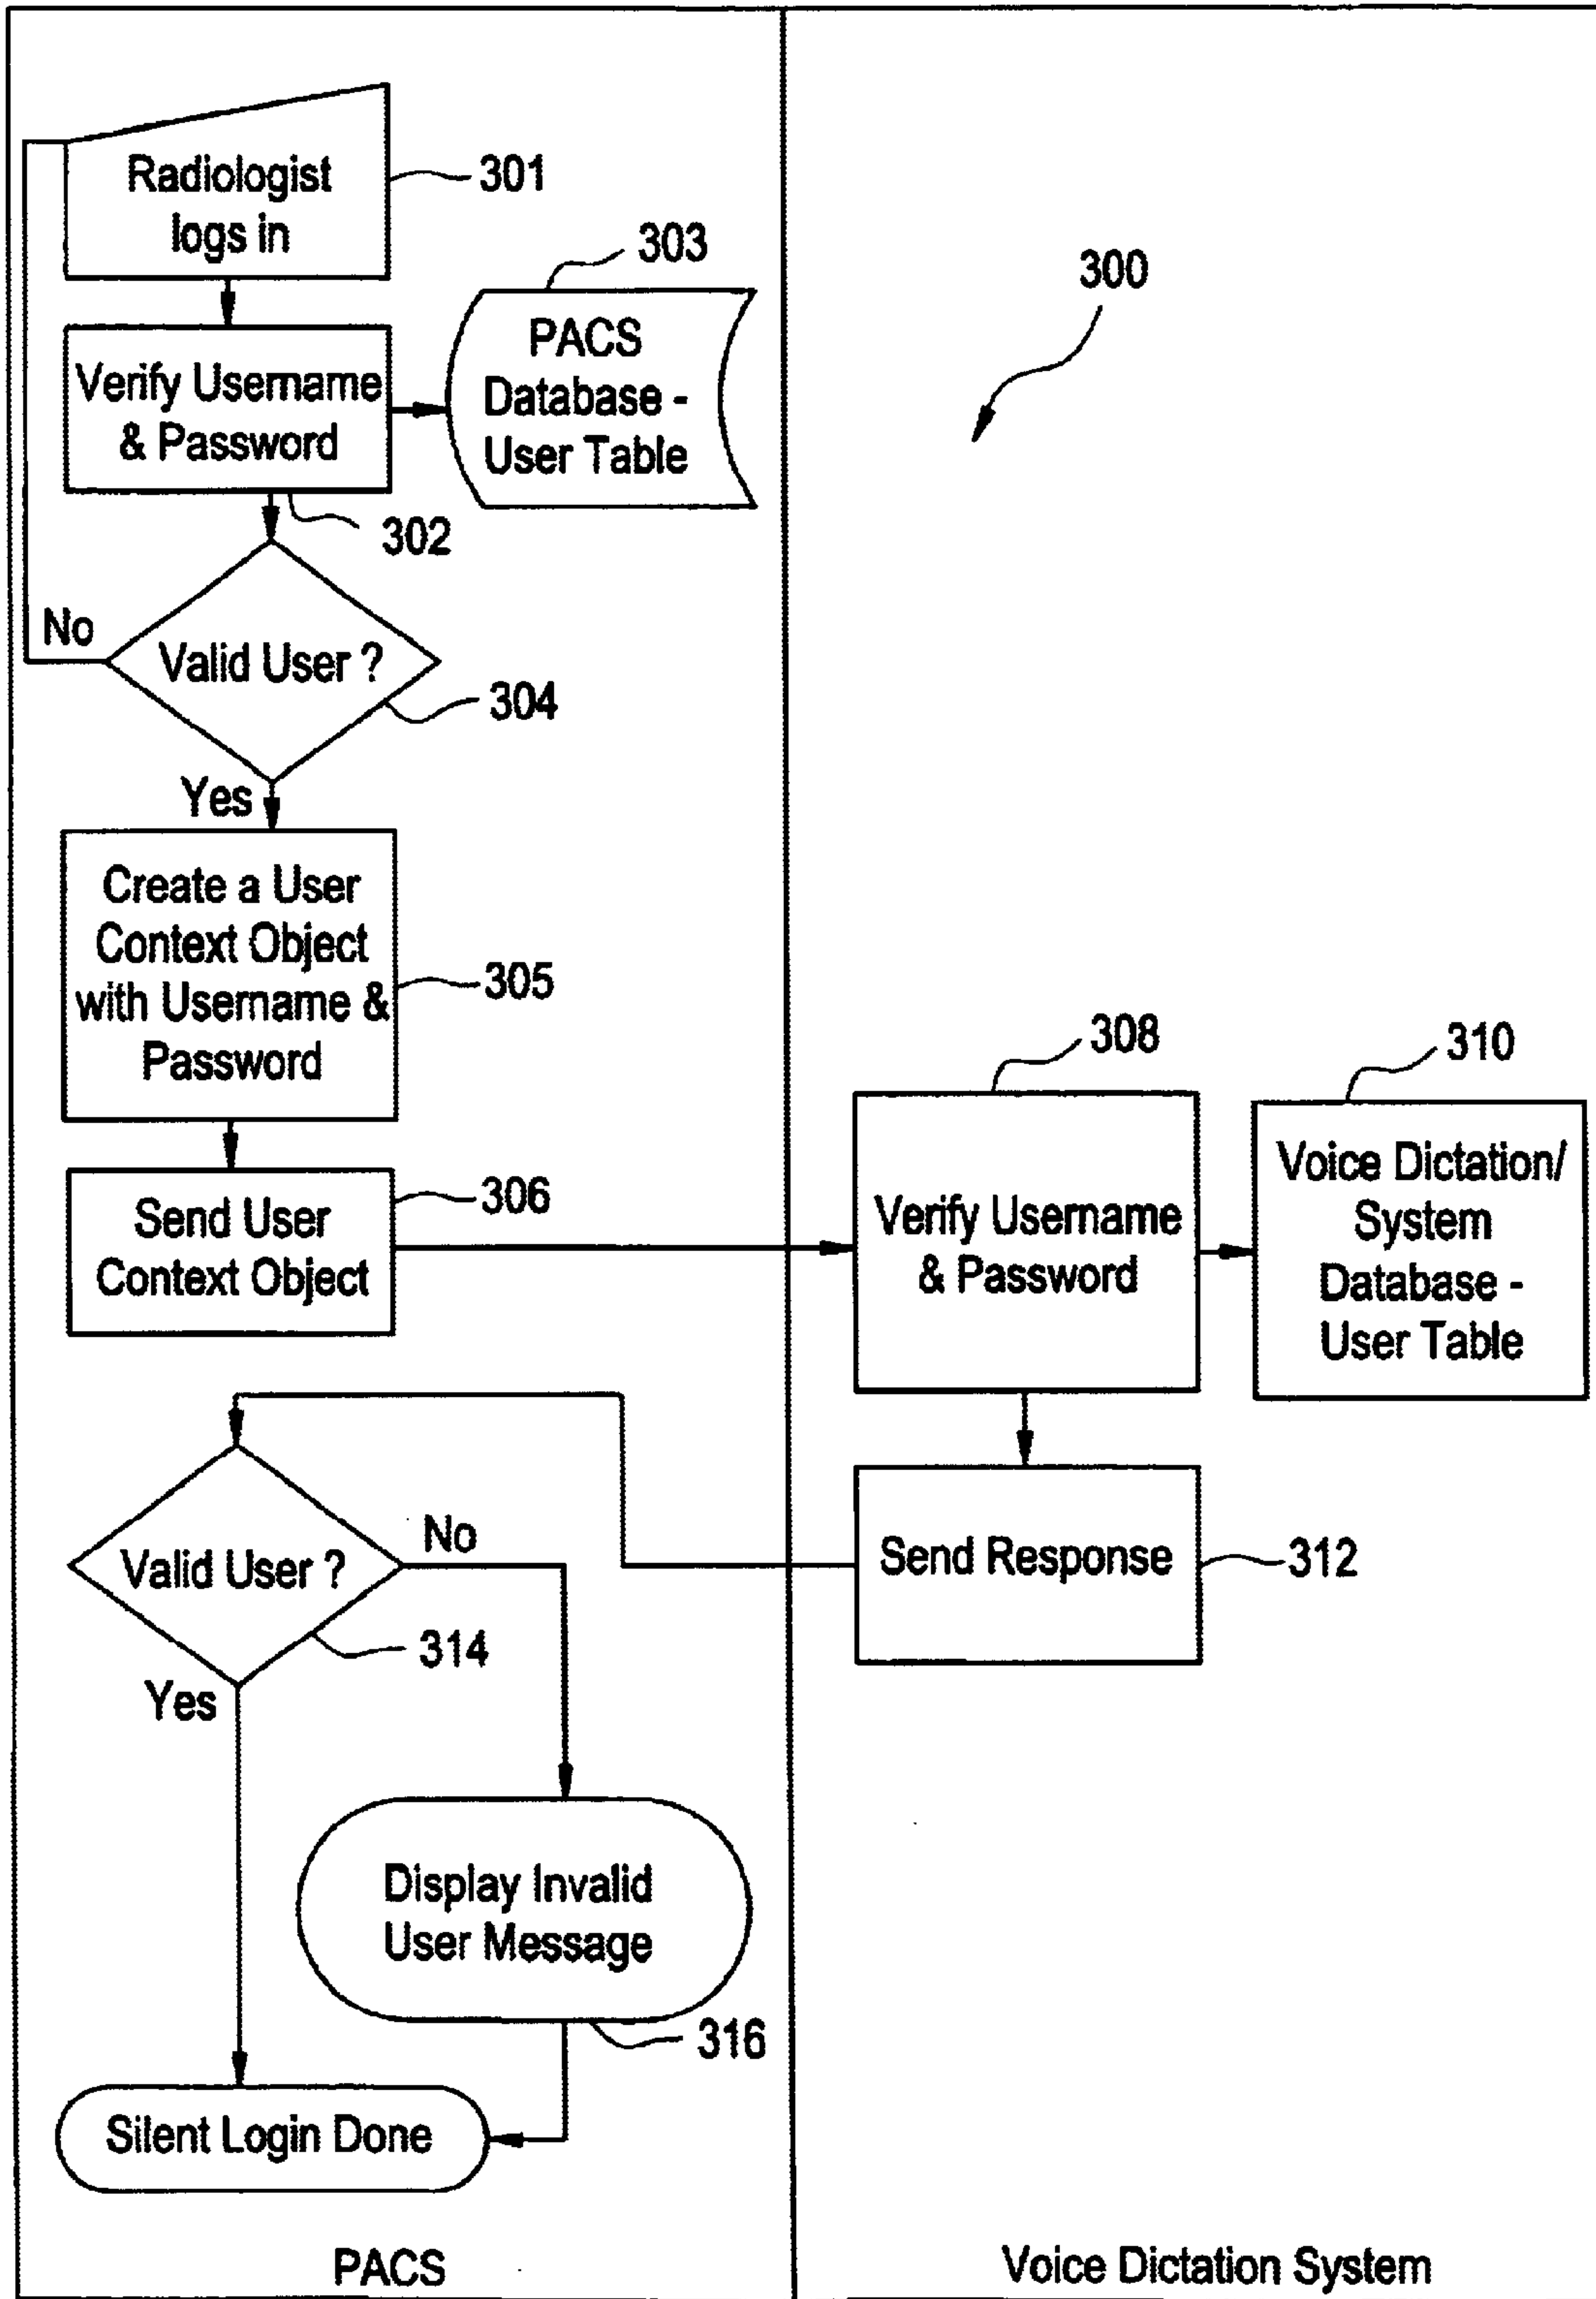 Radiologist
logs in
301
303
300
Verify Username
& Password
PACS
Database -
User Table
302
No
Valid User ?
304
Yes
Create a User
Context Object
with Username &
Password
305
308
310
Send User
Context Object
306
Verify Username
& Password
Voice Dictation/
System
Database -
User Table
Valid User ?
No
314
Yes
Send Response
312
Display Invalid
User Message
316
Silent Login Done
PACS
Voice Dictation System